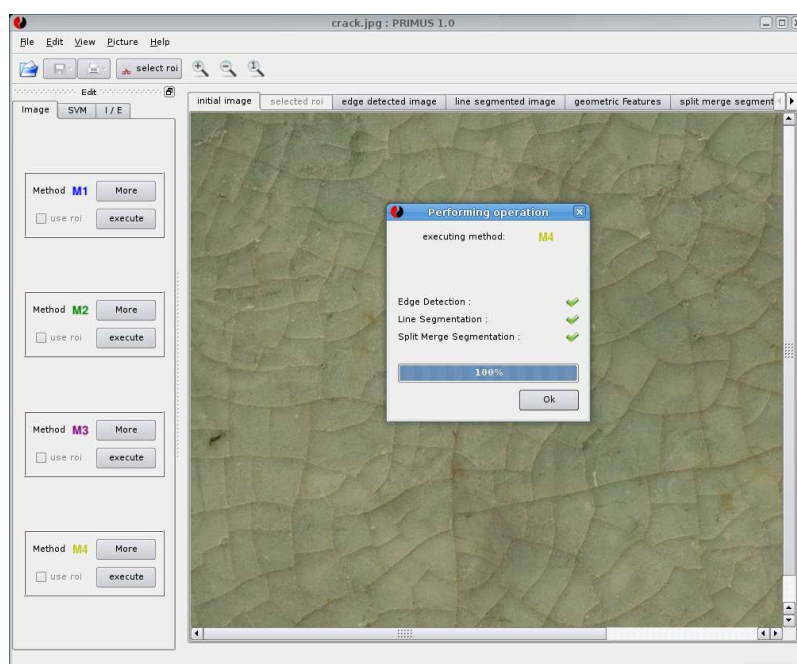 crack.jpg : PRIMUS 1.0
File Edit View Picture Help
select roi
1
Edit
Image SVM I / E
initial image selected roi edge detected image line segmented image geometric Features split merge segment
Method M1 More
use roi execute
Method M2 More
use roi execute
Method M3 More
use roi execute
Method M4 More
use roi execute
Performing operation
executing method: M4
Edge Detection :
Line Segmentation :
Split Merge Segmentation :
100%
Ok